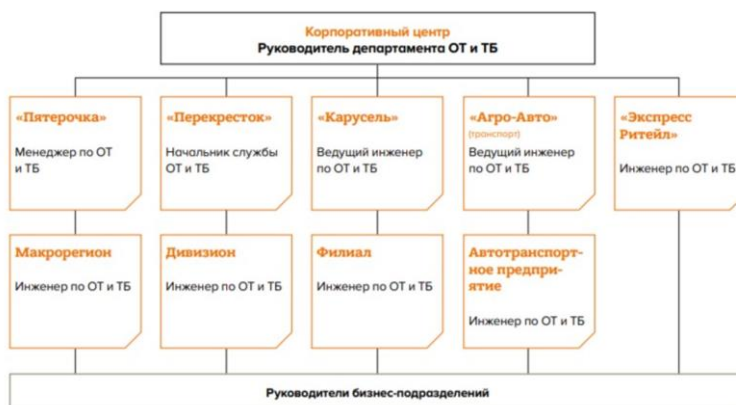 Корпоративный центр
Руководитель департамента ОТ и ТБ
«Пятерочка»
Менеджер по ОТ
и ТБ
«Перекресток»
Начальник службы
ОТ и ТБ
«Карусель»
Ведущий инженер
по ОТ и ТБ
«Агро-Авто»
(транспорт)
Ведущий инженер
по ОТ и ТБ
«Экспресс
Ритейл»
Инженер по ОТ и ТБ
Макрорегион
Инженер по ОТ и ТБ
Дивизион
Инженер по ОТ и ТБ
Филиал
Инженер по ОТ и ТБ
Автотранспорт-
ное предпри-
ятие
Инженер по ОТ и ТБ
Руководители бизнес-подразделений